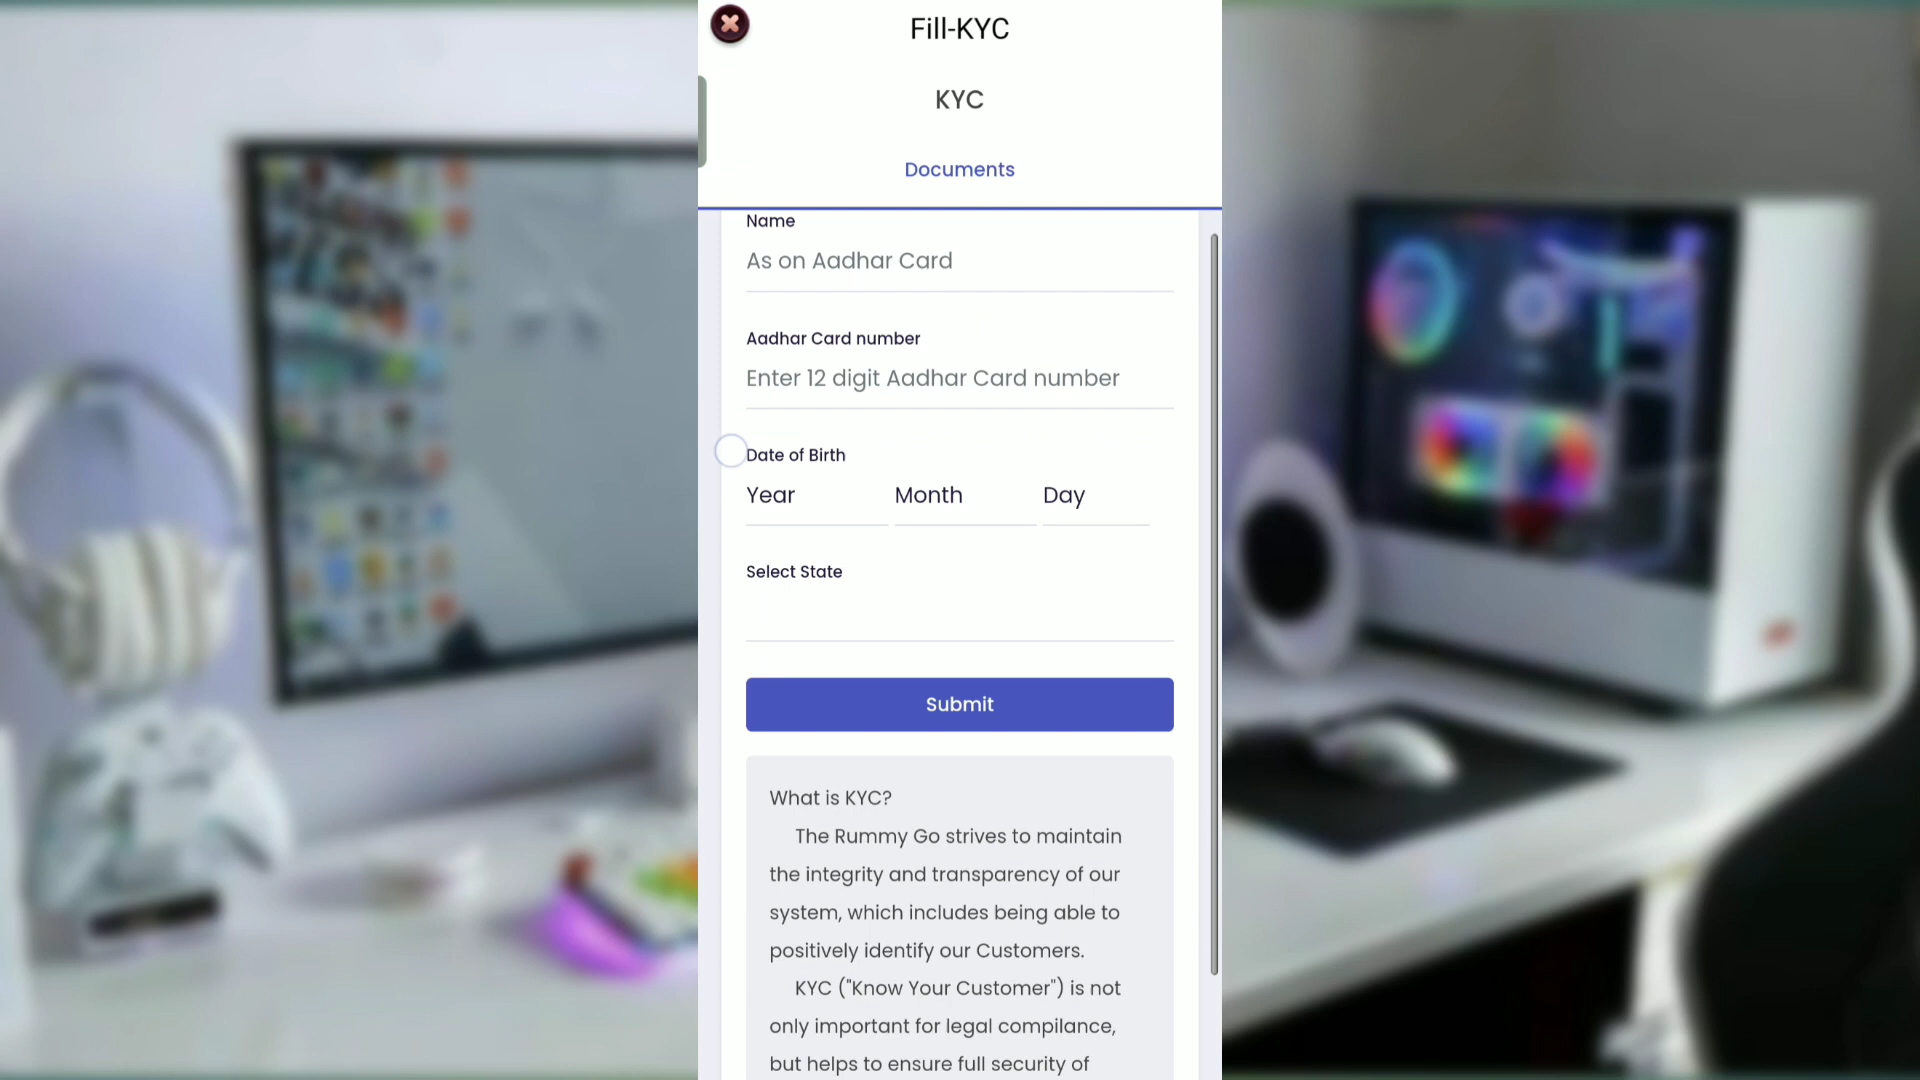 Fill-KYC
KYC
Documents
Name
As on Aadhar Card
Aadhar Card number
Enter 12 digit Aadhar Card number
Date of Birth
Year Month Day
Select State
Submit
What is KYC?
The Rummy Go strives to maintain
the integrity and transparency of our
system, which includes being able to
positively identify our Customers.
KYC ("Know Your Customer") is not
only important for legal compilance,
but helps to ensure full security of